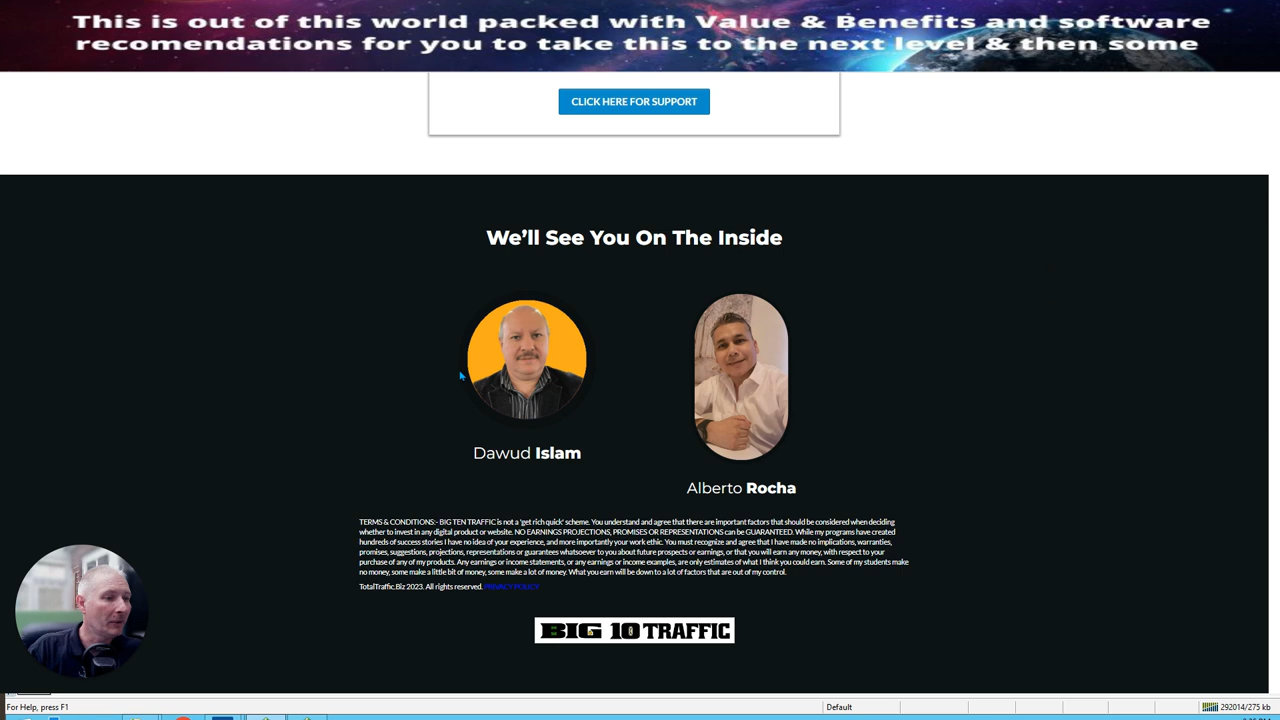 This is out of this world packed with Value & Benefits and software
recomendations for you to take this to the next level & then some
CLICK HERE FOR SUPPORT
We'll See You On The Inside
Dawud Islam
Alberto Rocha
TERMS & CONDITIONS:- BIG TEN TRAFFIC is not a 'get rich quick' scheme. You understand and agree that there are important factors that should be considered when deciding
whether to invest in any digital product or website. NO EARNINGS PROJECTIONS, PROMISES OR REPRESENTATIONS can be GUARANTEED. While my programs have created
hundreds of success stories I have no idea of your experience, and more importantly your work ethic. You must recognize and agree that I have made no implications, warranties,
promises, suggestions, projections, representations or guarantees whatsoever to you about future prospects or earnings, or that you will earn any money, with respect to your
purchase of any of my products. Any earnings or income statements, or any earnings or income examples, are only estimates of what I think you could earn. Some of my students make
no money, some make a little bit of money, some make a lot of money. What you earn will be down to a lot of factors that are out of my control.
TotalTraffic.Biz 2023. All rights reserved. PRIVACY POLICY
BIG 10 TRAFFIC
For Help, press F1
Default
292014/275 kb